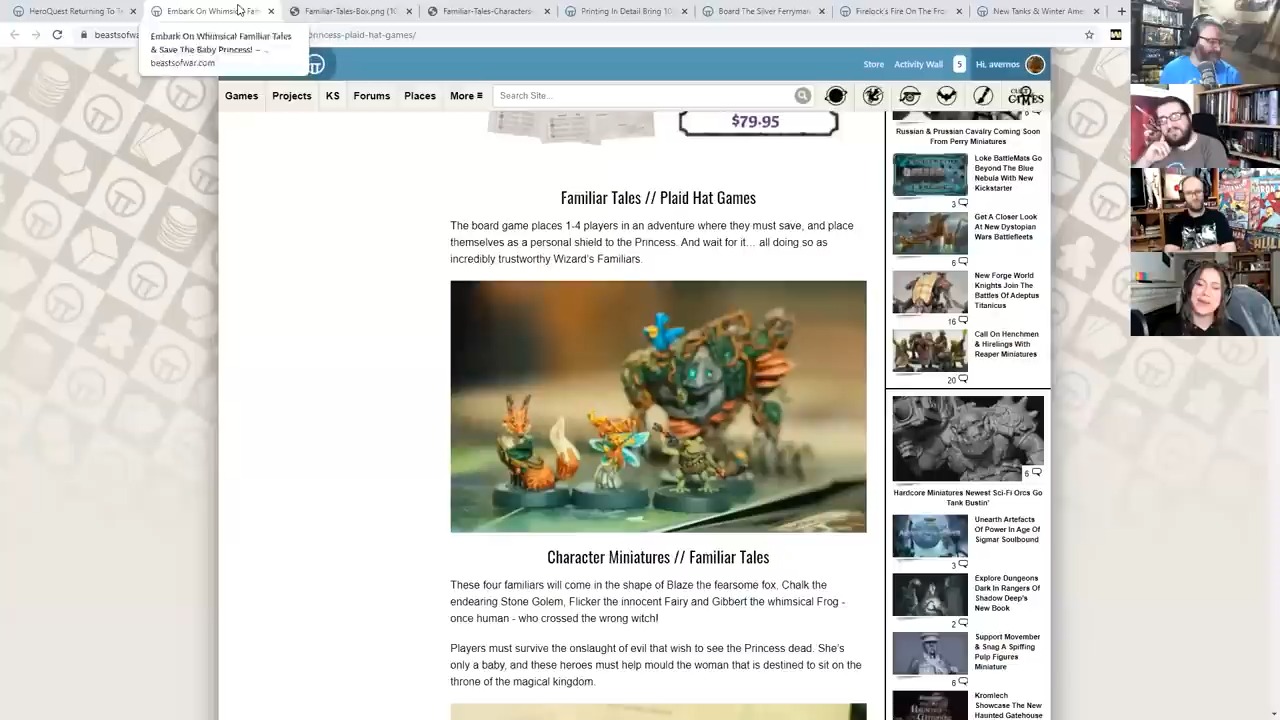 HeroQuest Returning To T
Embark On Whimsical Fam
Familiar-Tales-Box.png (10
Familiar-Tales-Characters-
Printing In Detail Bron 10
Board The Silver Ferryman
Firelock's Fire On The Fro
New Tanks & Winter Ame
beastsofwar
princess-plaid-hat-games/
Embark On Whimsical Familiar Tales
& Save The Baby Princess! –
beastsofwar.com
Store Activity Wall 5 Hi, avernos
Games Projects KS Forums Places
Search Site...
$79.95
Familiar Tales // Plaid Hat Games
The board game places 1-4 players in an adventure where they must save, and place
themselves as a personal shield to the Princess. And wait for it... all doing so as
incredibly trustworthy Wizard's Familiars.
Character Miniatures // Familiar Tales
These four familiars will come in the shape of Blaze the fearsome fox, Chalk the
endearing Stone Golem, Flicker the innocent Fairy and Gibbert the whimsical Frog -
once human - who crossed the wrong witch!
Players must survive the onslaught of evil that wish to see the Princess dead. She's
only a baby, and the familiars must help mould the woman that is destined to sit on the
throne of the magical kingdom.
Russian & Prussian Cavalry Coming Soon
From Perry Miniatures
Loke BattleMats Go
Beyond The Blue
Nebula With New
Kickstarter
3
Get A Closer Look
At New Dystopian
Wars Battlefleets
6
New Forge World
Knights Join The
Battles Of Adeptus
Titanicus
16
Call On Henchmen
& Hirelings With
Reaper Miniatures
20
6
Hardcore Miniatures Newest Sci-Fi Orcs Go
Tank Bustin'
Unearth Artefacts
Of Power In Age Of
Sigmar Soulbound
3
Explore Dungeons
Dark In Rangers Of
Shadow Deep's
New Book
2
Support Movember
& Snag A Spiffing
Pulp Figures
Miniature
6
Kromlech
Showcase The New
Haunted Gatehouse